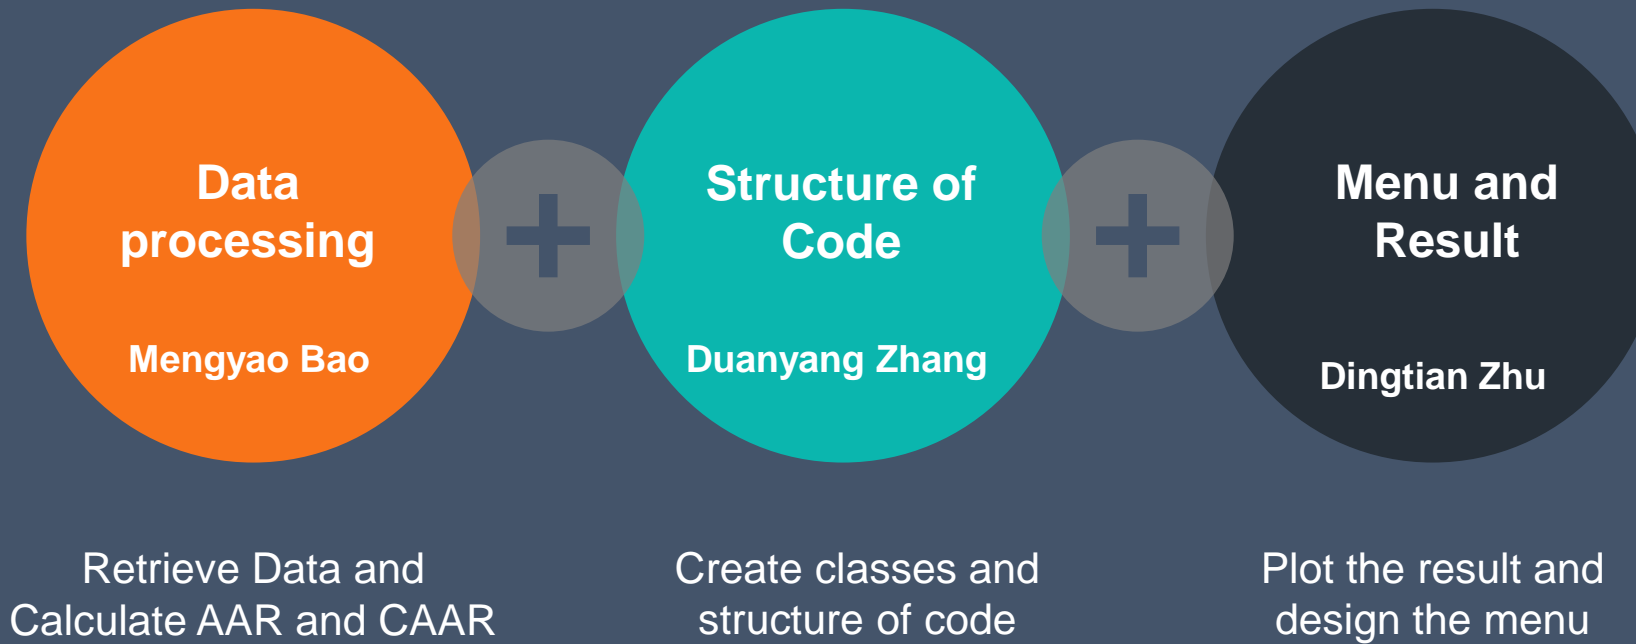 Data
processing
Mengyao Bao
+
Structure of
Code
Duanyang Zhang
+
Menu and
Result
Dingtian Zhu
Retrieve Data and
Calculate AAR and CAAR
Create classes and
structure of code
Plot the result and
design the menu